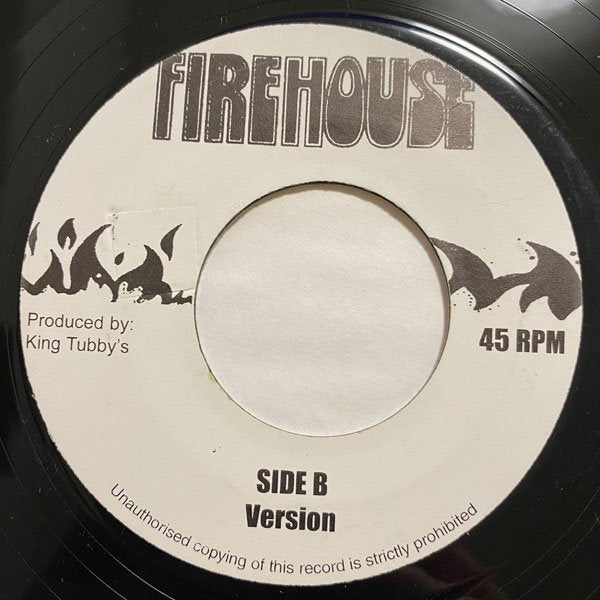 FIREHOUSE
Produced by:
King Tubby's
45 RPM
SIDE B
Version
Unauthorised copying of this record is strictly prohibited